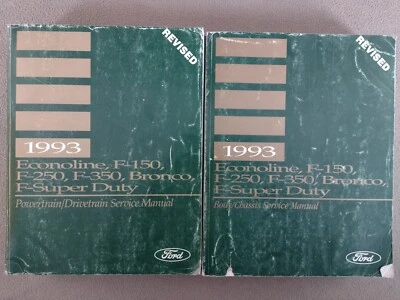 REVISED
1993
Econoline, F-150,
F-250, F-350, Bronco,
F-Super Duty
Powertrain/Drivetrain Service Manual
Ford
REVISED
1993
Econoline, F-150,
F-250, F-350, Bronco,
F-Super Duty
Body/Chassis Service Manual
Ford